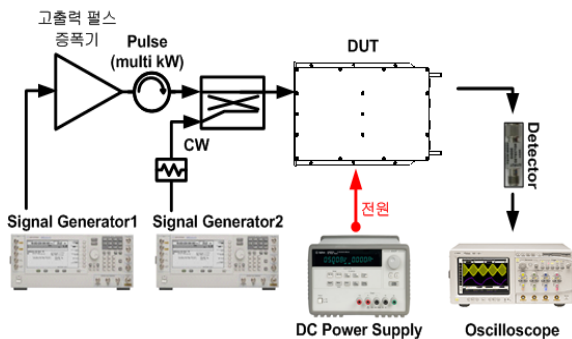 고출력 펄스
증폭기
Pulse
(multi kW)
DUT
CW
Detector
Signal Generator1
Signal Generator2
전원
DC Power Supply
Oscilloscope